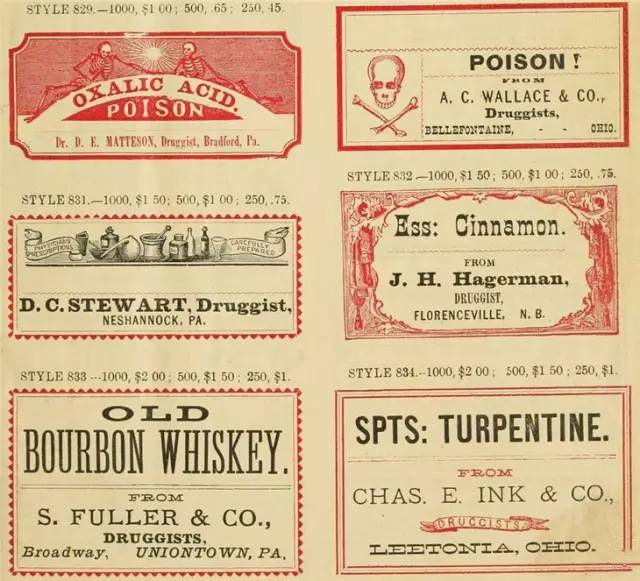 STYLE 829.—1000, $1 00; 500, .65; 250, 45.
OXALIC ACID.
POISON
Dr. D. E. MATTESON, Druggist, Bradford, Pa.
POISON!
FROM
A. C. WALLACE & CO.,
Druggists,
BELLEFONTAINE, - - OHIO.
STYLE 831.—1000, $1 50; 500, $1 00; 250, .75.
PHYSICIANS PRESCRIPTIONS
CAREFULLY PREPARED
D. C. STEWART, Druggist,
NESHANNOCK, PA.
STYLE 832.—1000, $1 50; 500, $1 00; 250, .75.
Ess: Cinnamon.
FROM
J. H. Hagerman,
DRUGGIST,
FLORENCEVILLE, N. B.
STYLE 833---1000, $2 00; 500, $1 50; 250, $1.
OLD
BOURBON WHISKEY.
FROM
S. FULLER & CO.,
DRUGGISTS,
Broadway, UNIONTOWN, PA,
STYLE 834.--1000, $2 00; 500, $1 50; 250, $1.
SPTS: TURPENTINE.
FROM
CHAS. E. INK & CO.,
DRUGGISTS.
LEETONIA, OHIO.